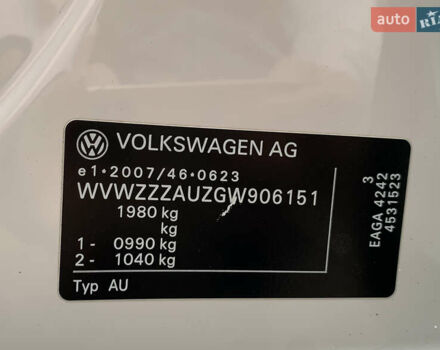 auto RIA
VOLKSWAGEN AG
e1*2007/46*0623
WVWZZZAUZGW906151
1980 kg
kg
1 - 0990 kg
2 - 1040 kg
Typ AU
3
EAGA 4242
4531523